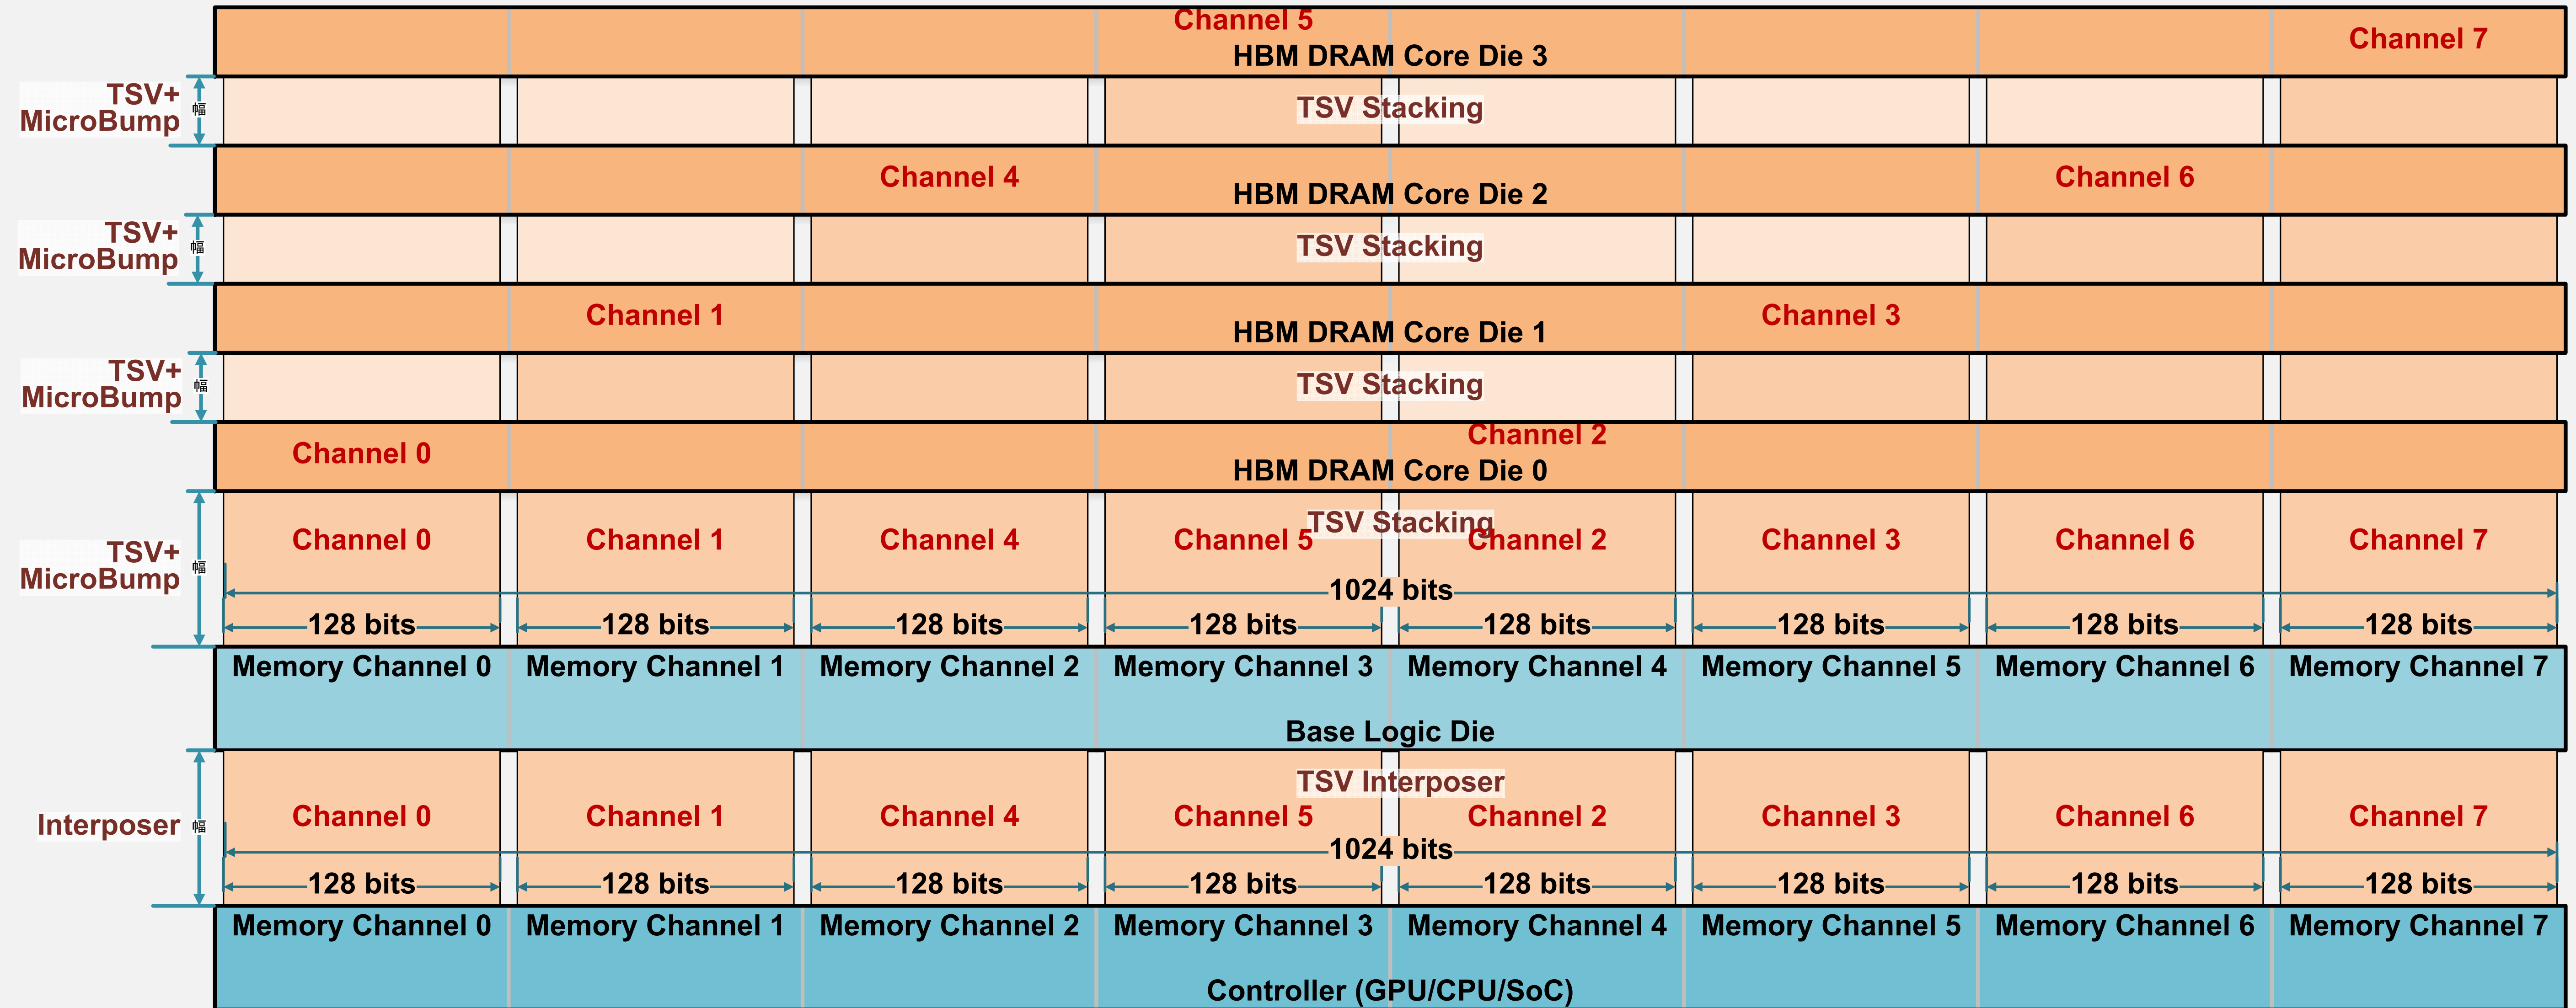 Channel 5
Channel 7
HBM DRAM Core Die 3
TSV+
MicroBump
幅
TSV Stacking
Channel 4
Channel 6
HBM DRAM Core Die 2
TSV+
MicroBump
幅
TSV Stacking
Channel 1
Channel 3
HBM DRAM Core Die 1
TSV+
MicroBump
幅
TSV Stacking
Channel 0
Channel 2
HBM DRAM Core Die 0
TSV+
MicroBump
幅
TSV Stacking
Channel 0 Channel 1 Channel 4 Channel 5 Channel 2 Channel 3 Channel 6 Channel 7
1024 bits
128 bits 128 bits 128 bits 128 bits 128 bits 128 bits 128 bits 128 bits
Memory Channel 0 Memory Channel 1 Memory Channel 2 Memory Channel 3 Memory Channel 4 Memory Channel 5 Memory Channel 6 Memory Channel 7
Base Logic Die
Interposer
幅
TSV Interposer
Channel 0 Channel 1 Channel 4 Channel 5 Channel 2 Channel 3 Channel 6 Channel 7
1024 bits
128 bits 128 bits 128 bits 128 bits 128 bits 128 bits 128 bits 128 bits
Memory Channel 0 Memory Channel 1 Memory Channel 2 Memory Channel 3 Memory Channel 4 Memory Channel 5 Memory Channel 6 Memory Channel 7
Controller (GPU/CPU/SoC)